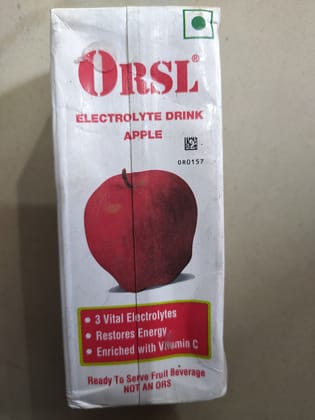 ORSL®
ELECTROLYTE DRINK
APPLE
0R0157
• 3 Vital Electrolytes
• Restores Energy
• Enriched with Vitamin C
Ready To Serve Fruit Beverage
NOT AN ORS